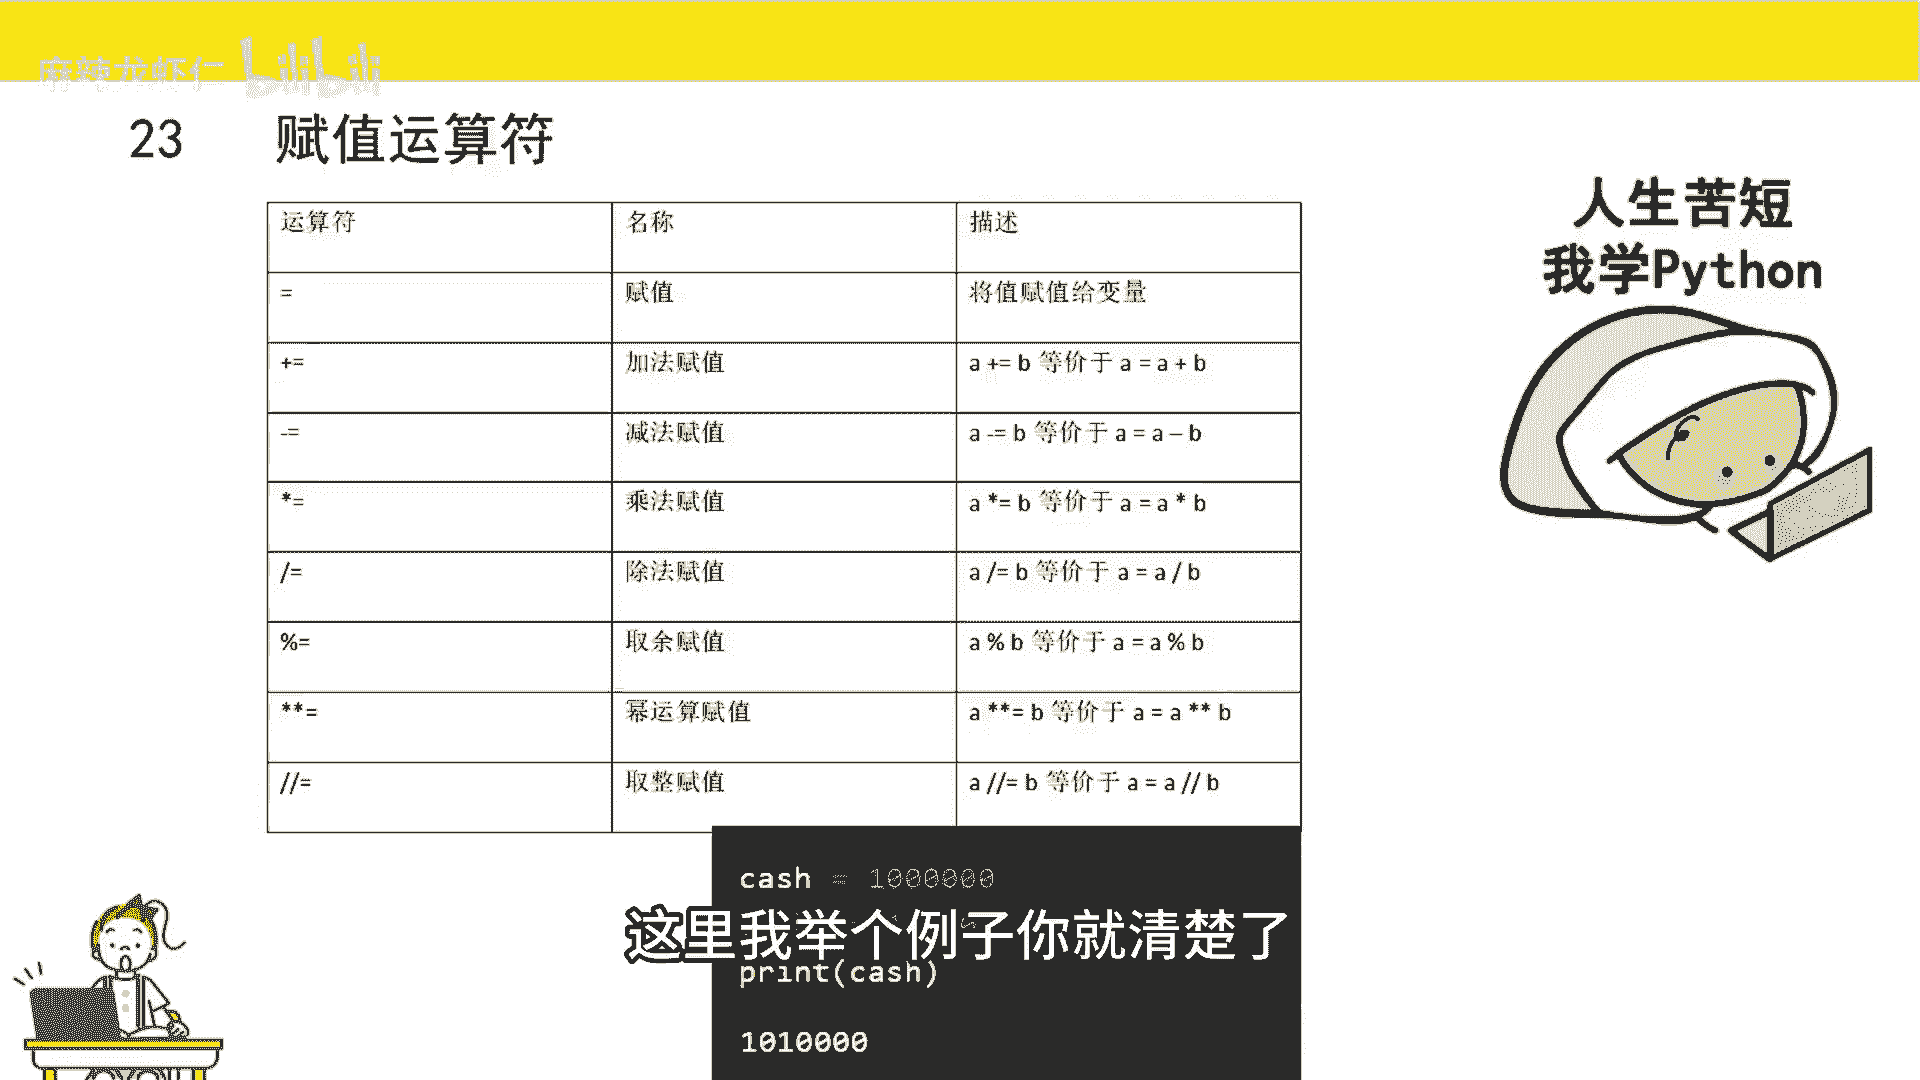 麻辣龙虾仁 bilibili
23 赋值运算符
人生苦短
我学Python
运算符 名称 描述
= 赋值 将值赋值给变量
+= 加法赋值 a += b 等价于 a = a + b
-= 减法赋值 a -= b 等价于 a = a – b
*= 乘法赋值 a *= b 等价于 a = a * b
/= 除法赋值 a /= b 等价于 a = a / b
%= 取余赋值 a % b 等价于 a = a % b
**= 幂运算赋值 a **= b 等价于 a = a ** b
//= 取整赋值 a //= b 等价于 a = a // b
cash = 1000000
这里我举个例子你就清楚了
print(cash)
1010000